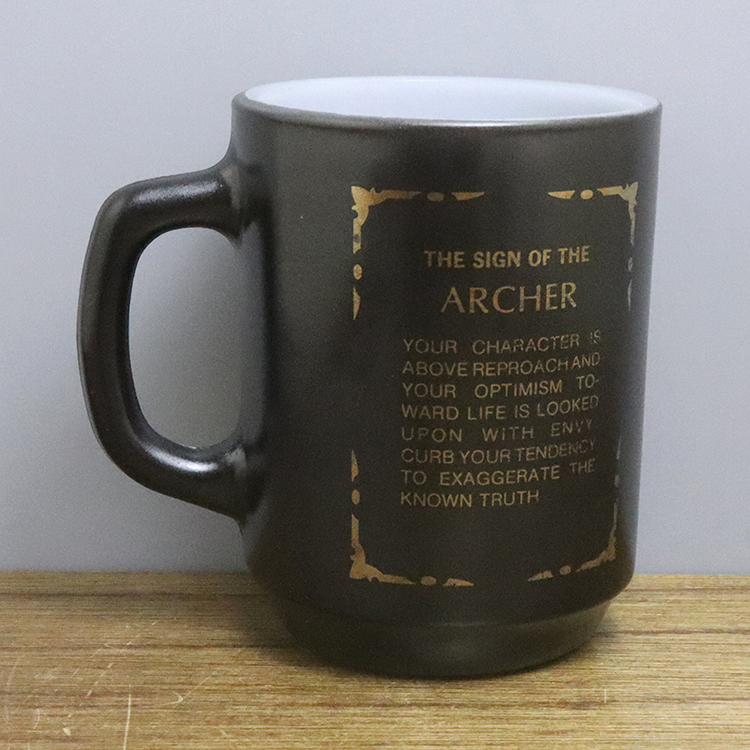 THE SIGN OF THE
ARCHER
YOUR CHARACTER IS
ABOVE REPROACH AND
YOUR OPTIMISM TO-
WARD LIFE IS LOOKED
UPON WITH ENVY
CURB YOUR TENDENCY
TO EXAGGERATE THE
KNOWN TRUTH